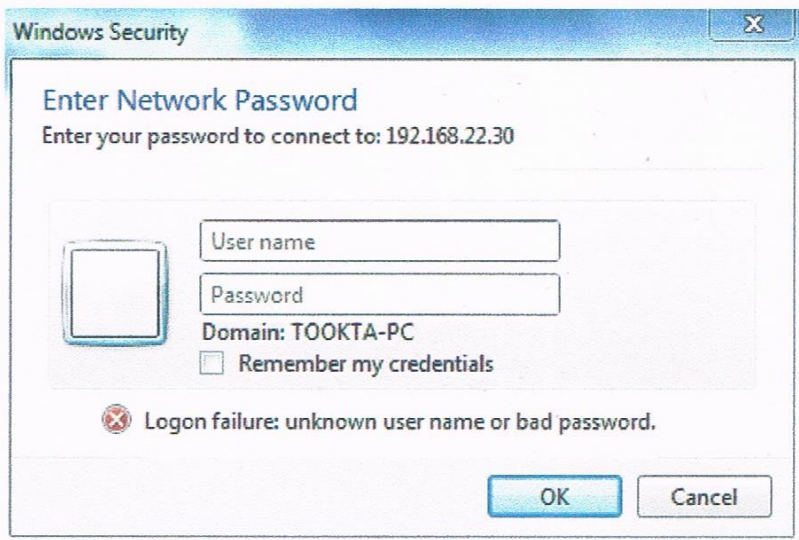 Windows Security
X
Enter Network Password
Enter your password to connect to: 192.168.22.30
User name
Password
Domain: TOOKTA-PC
Remember my credentials
Logon failure: unknown user name or bad password.
OK Cancel